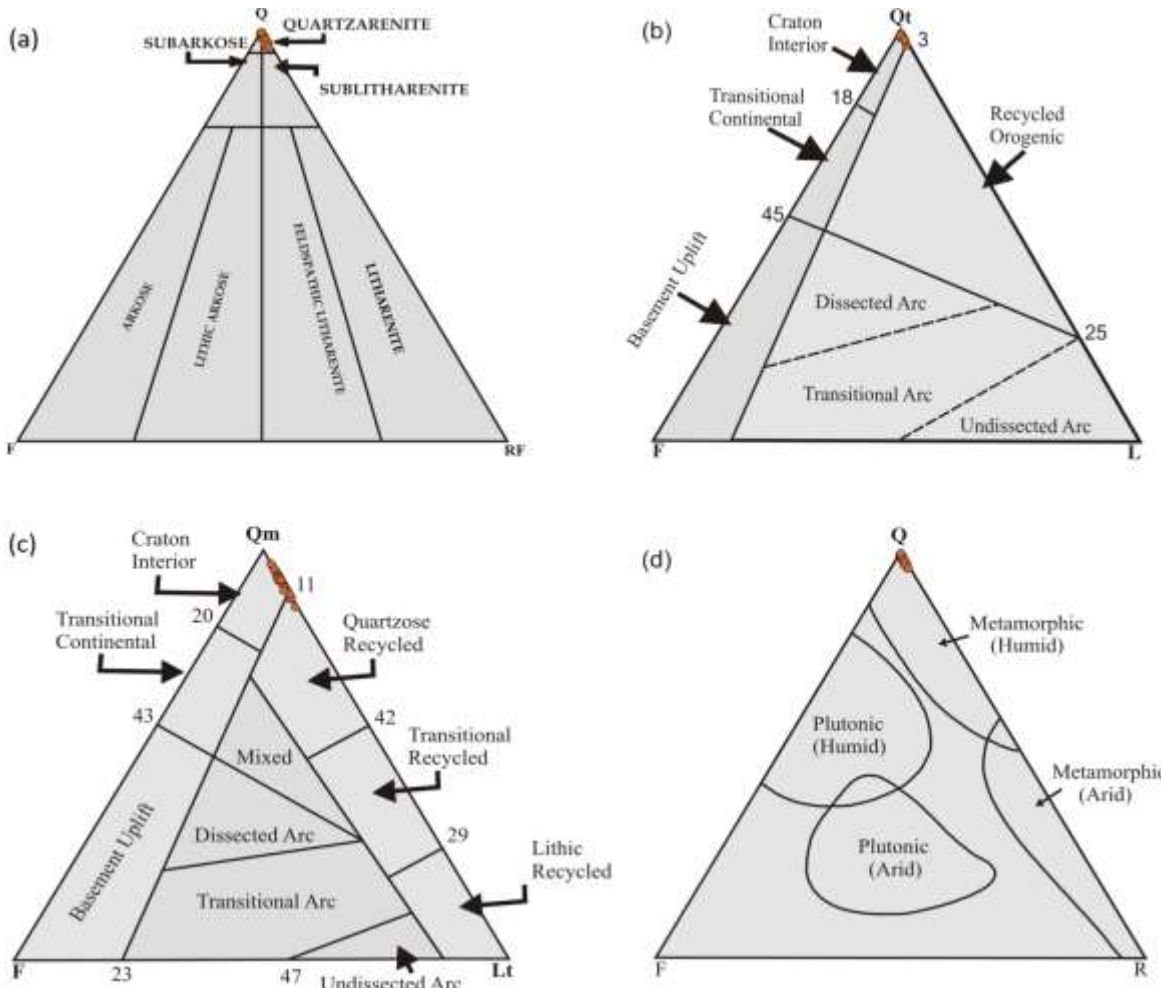 (a)
Q
QUARTZARENITE
SUBARKOSE
SUBLITHARENITE
ARKOSE
LITHIC ARKOSE
FELDSPATHIC LITHARENITE
LITHARENITE
F
RF
(b)
Qt
Craton
Interior
3
18
Transitional
Continental
Recycled
Orogenic
45
Basement Uplift
Dissected Arc
25
Transitional Arc
Undissected Arc
F
L
(c)
Qm
Craton
Interior
11
20
Transitional
Continental
Quartzose
Recycled
43
42
Mixed
Transitional
Recycled
Basement Uplift
Dissected Arc
29
Lithic
Recycled
Transitional Arc
F
23
47
Lt
Undissected Arc
(d)
Q
Metamorphic
(Humid)
Plutonic
(Humid)
Metamorphic
(Arid)
Plutonic
(Arid)
F
R